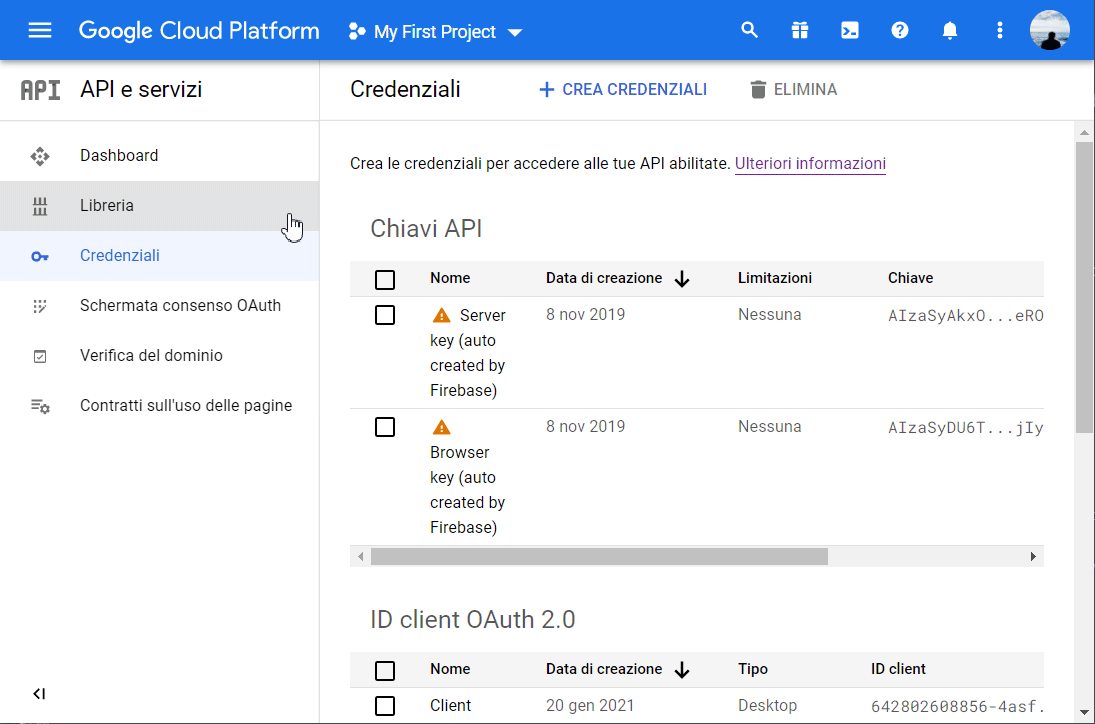 Google Cloud Platform
My First Project
API
API e servizi
Credenziali
CREA CREDENZIALI
ELIMINA
Dashboard
Libreria
Credenziali
Schermata consenso OAuth
Verifica del dominio
Contratti sull'uso delle pagine
Crea le credenziali per accedere alle tue API abilitate. Ulteriori informazioni
Chiavi API
Nome Data di creazione Limitazioni Chiave
Server 8 nov 2019 Nessuna AIzaSyAkxO...eRO
key (auto
created by
Firebase)
8 nov 2019 Nessuna AIzaSyDU6T...jIy
Browser
key (auto
created by
Firebase)
ID client OAuth 2.0
Nome Data di creazione Tipo ID client
Client 20 gen 2021 Desktop 642802608856-4asf.